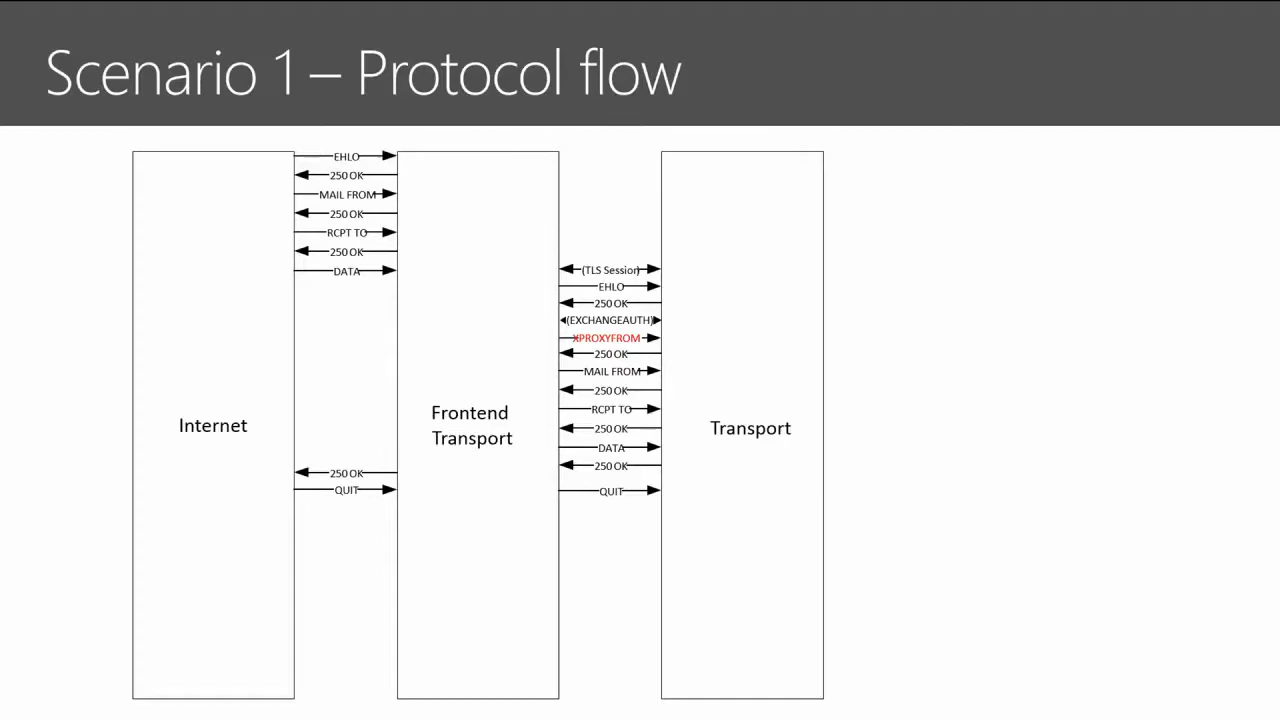 Scenario 1 – Protocol flow
EHLO
250 OK
MAIL FROM
250 OK
RCPT TO
250 OK
DATA
(TLS Session)
EHLO
250 OK
(EXCHANGEAUTH)
XPROXYFROM
250 OK
MAIL FROM
250 OK
RCPT TO
250 OK
DATA
250 OK
QUIT
Internet
Frontend
Transport
Transport
250 OK
QUIT